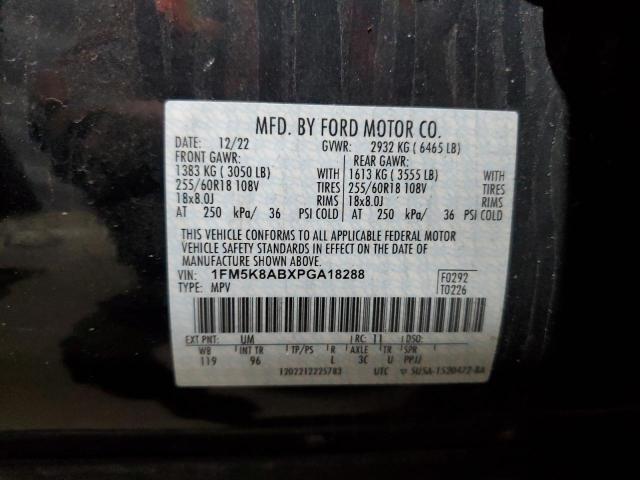 MFD. BY FORD MOTOR CO.
DATE: 12/22 GVWR: 2932 KG ( 6465 LB)
FRONT GAWR: REAR GAWR:
1383 KG ( 3050 LB) 1613 KG ( 3555 LB) WITH
255/60R18 108V TIRES 255/60R18 108V
18x8.0J RIMS 18x8.0J
AT 250 kPa/ 36 PSI COLD AT 250 kPa/ 36 PSI COLD
THIS VEHICLE CONFORMS TO ALL APPLICABLE FEDERAL MOTOR
VEHICLE SAFETY STANDARDS IN EFFECT ON THE DATE OF
MANUFACTURE SHOWN ABOVE.
VIN: 1FM5K8ABXPGA18288 F0292
TYPE: MPV T0226
EXT PNT: UM RC: 11 DSO:
WB INT TR TP/PS R AXLE TR SPR
119 96 L 3C U PPJJ
1202212225783 UTC 5U5A-1520472-BA